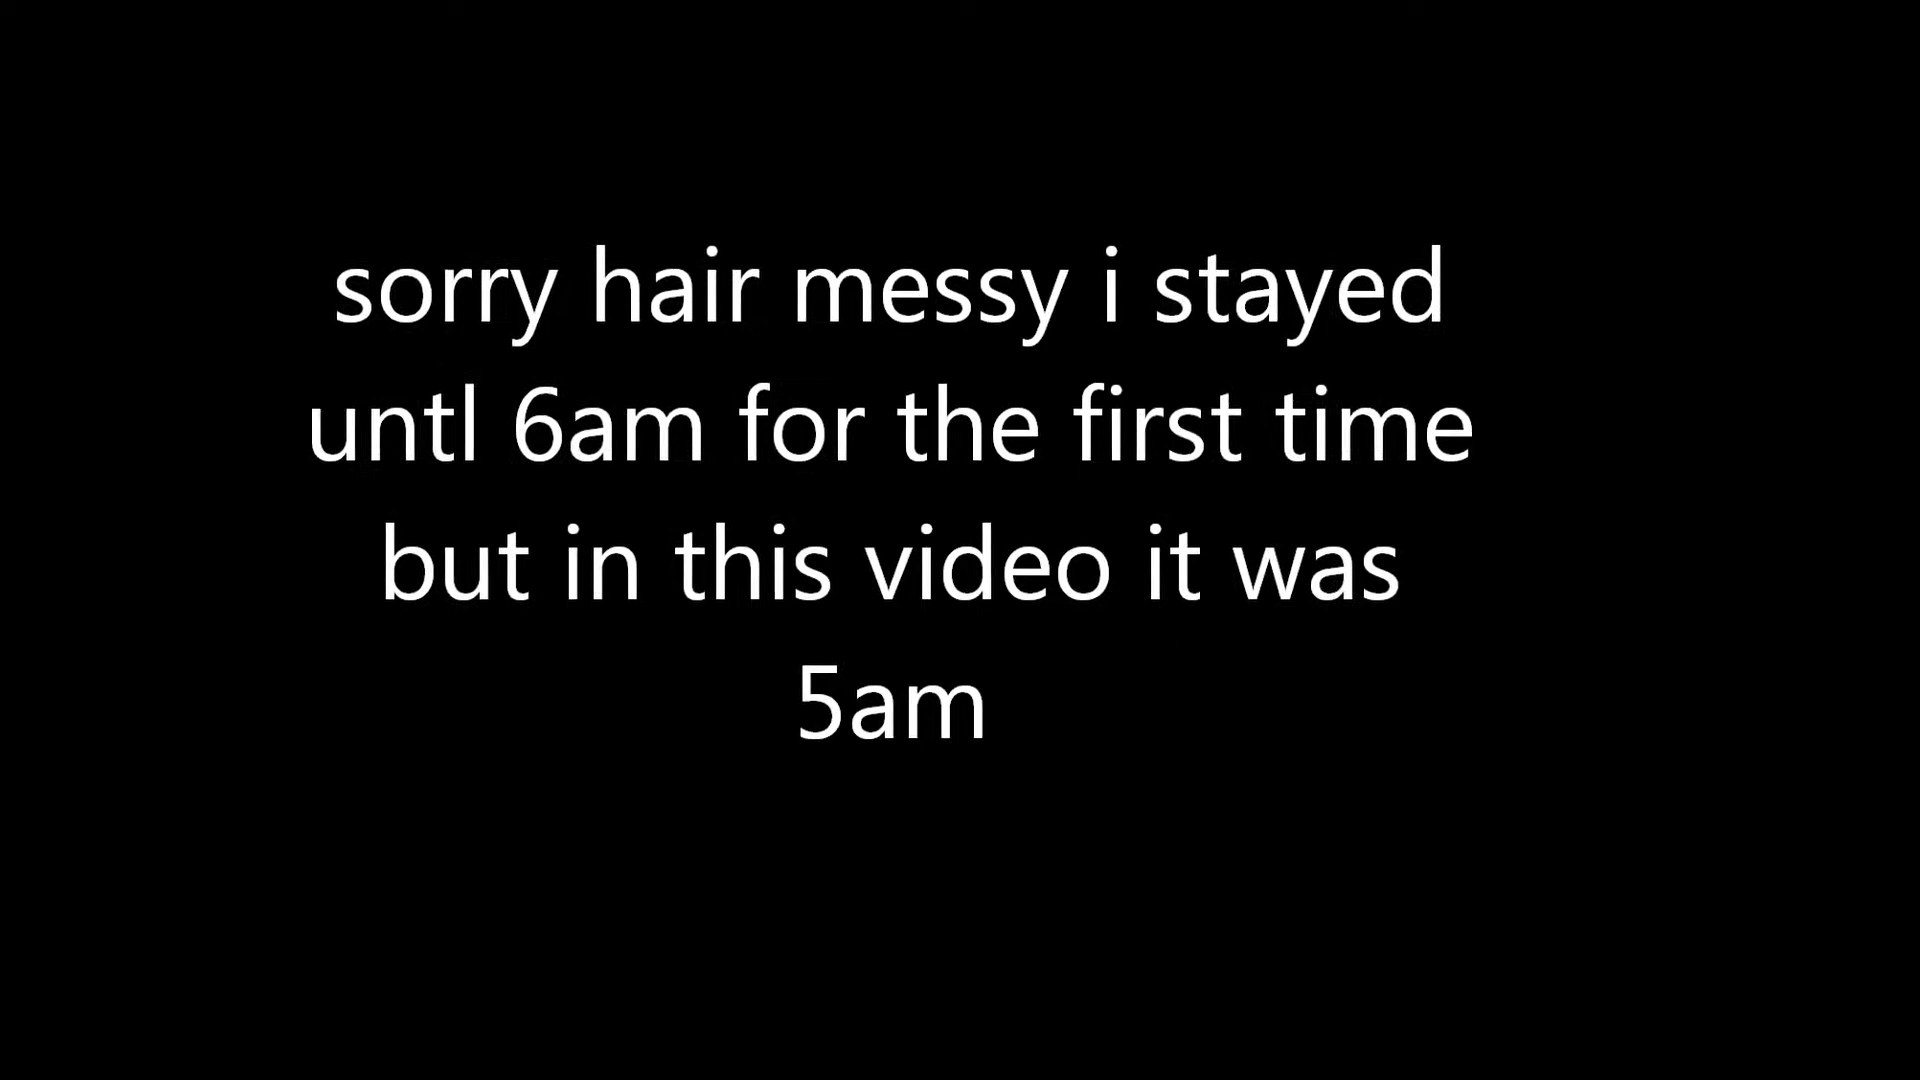 sorry hair messy i stayed
untl 6am for the first time
but in this video it was
5am